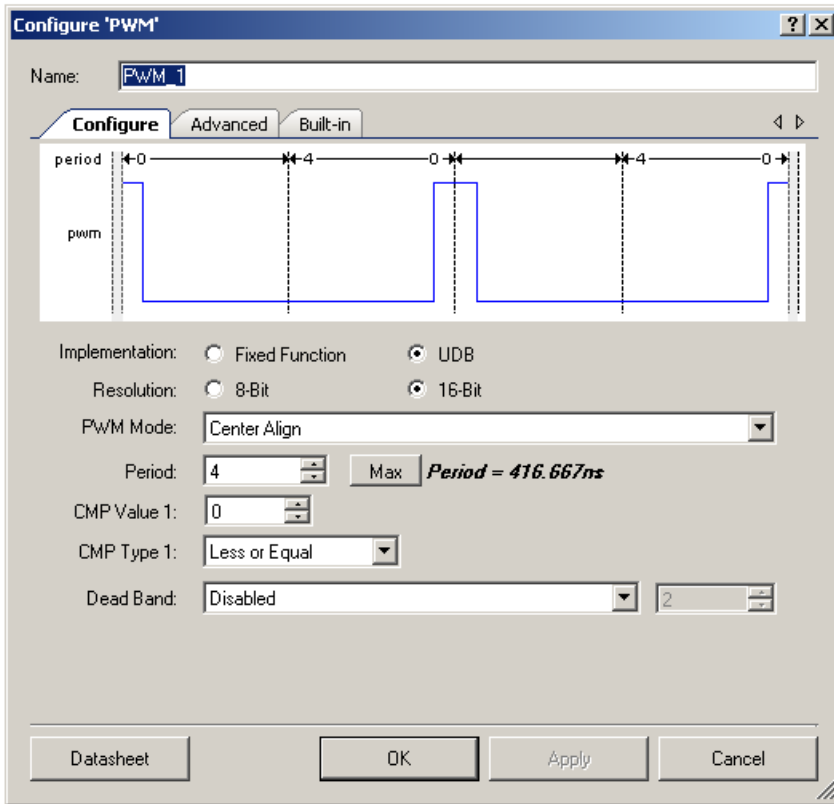 Configure 'PWM'
Name: PWM_1
Configure Advanced Built-in
period 0 4 0 4 0
pwm
Implementation: Fixed Function UDB
Resolution: 8-Bit 16-Bit
PWM Mode: Center Align
Period: 4 Max Period = 416.667ns
CMP Value 1: 0
CMP Type 1: Less or Equal
Dead Band: Disabled 2
Datasheet OK Apply Cancel